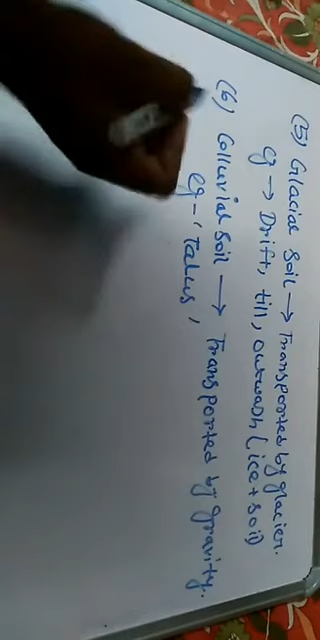 (5) Glacial Soil → Transported by glacier.
eg → Drift, till, outwash (ice + soil)
(6) Colluvial Soil → Transported by gravity.
eg - 'Talus,